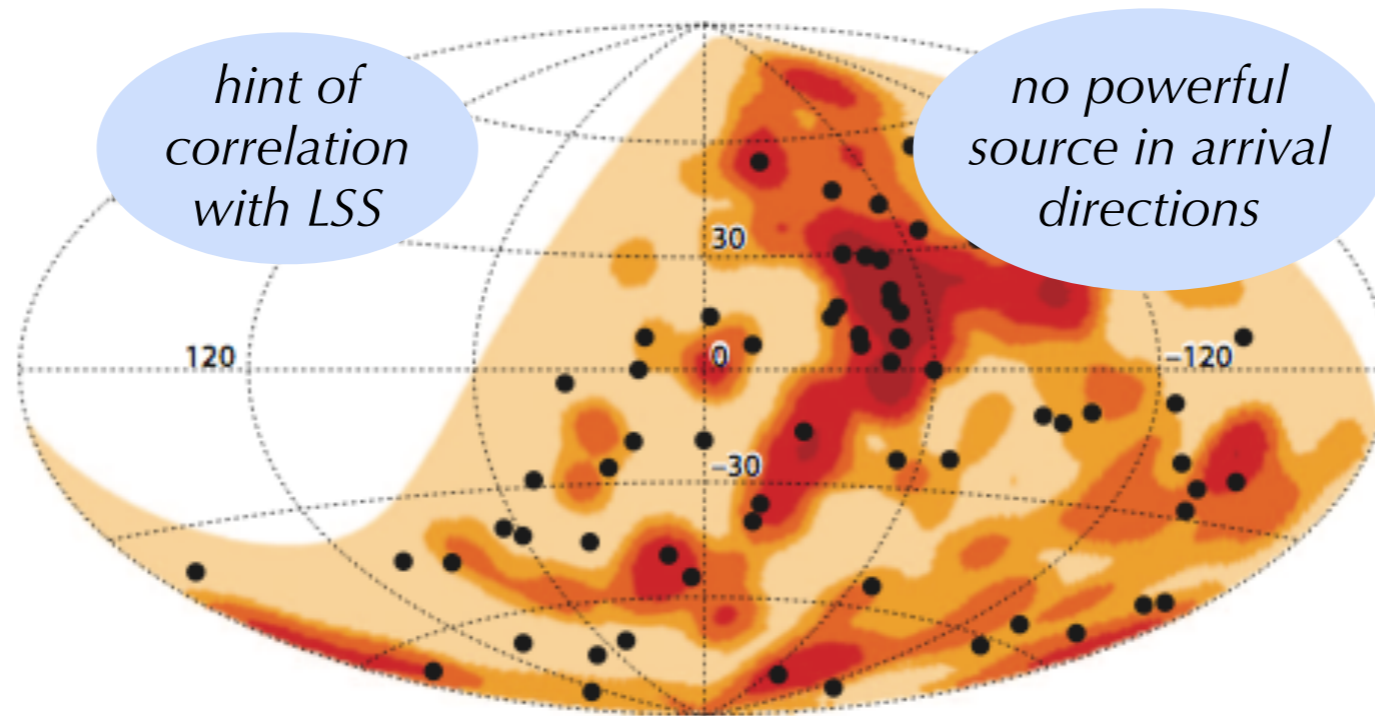 hint of
correlation
with LSS
no powerful
source in arrival
directions
30
120
0
–120
–30